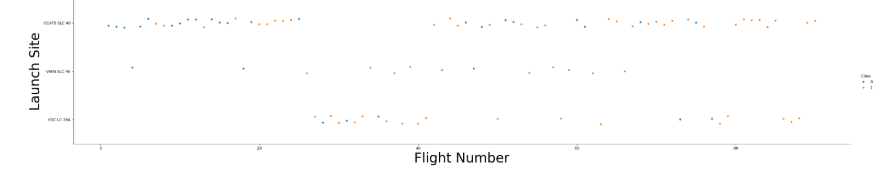 CCAFS SLC 40
VAFB SLC 4E
KSC LC 39A
Launch Site
0
20
40
60
80
Flight Number
Class
0
1